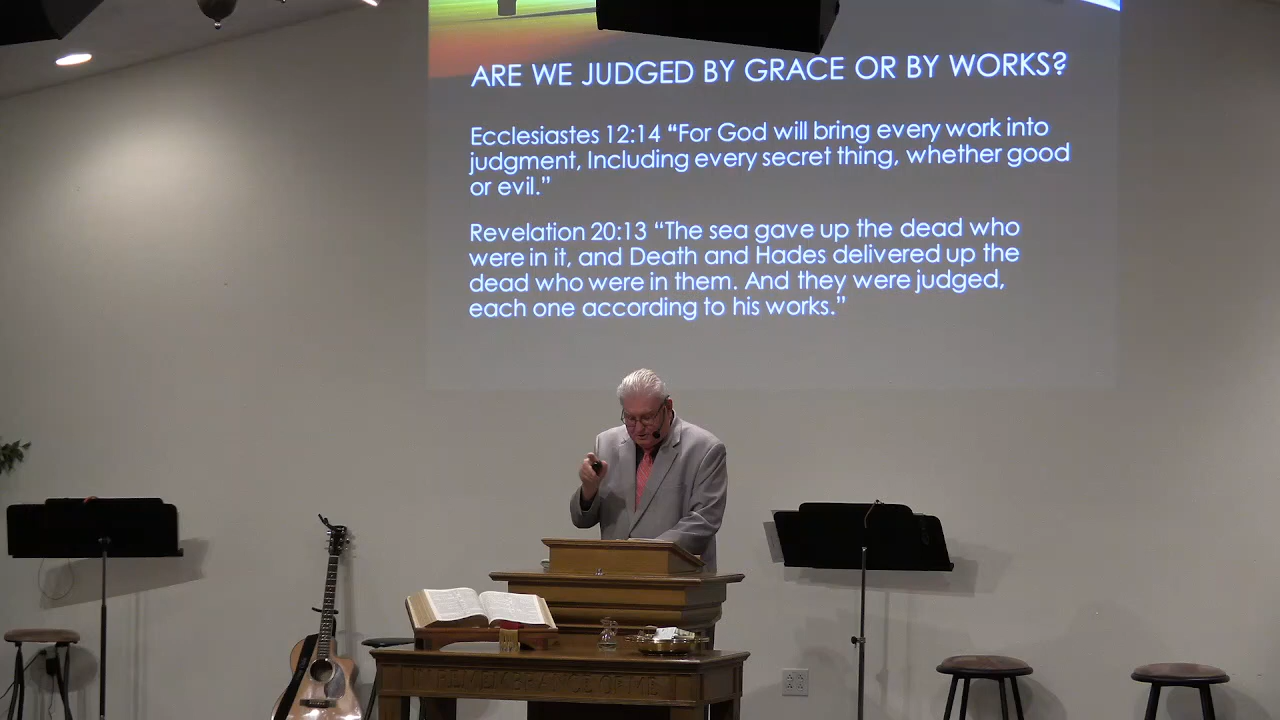 ARE WE JUDGED BY GRACE OR BY WORKS?
Ecclesiastes 12:14 “For God will bring every work into
judgment, Including every secret thing, whether good
or evil.”
Revelation 20:13 “The sea gave up the dead who
were in it, and Death and Hades delivered up the
dead who were in them. And they were judged,
each one according to his works.”
REMEMBRANCE OF ME